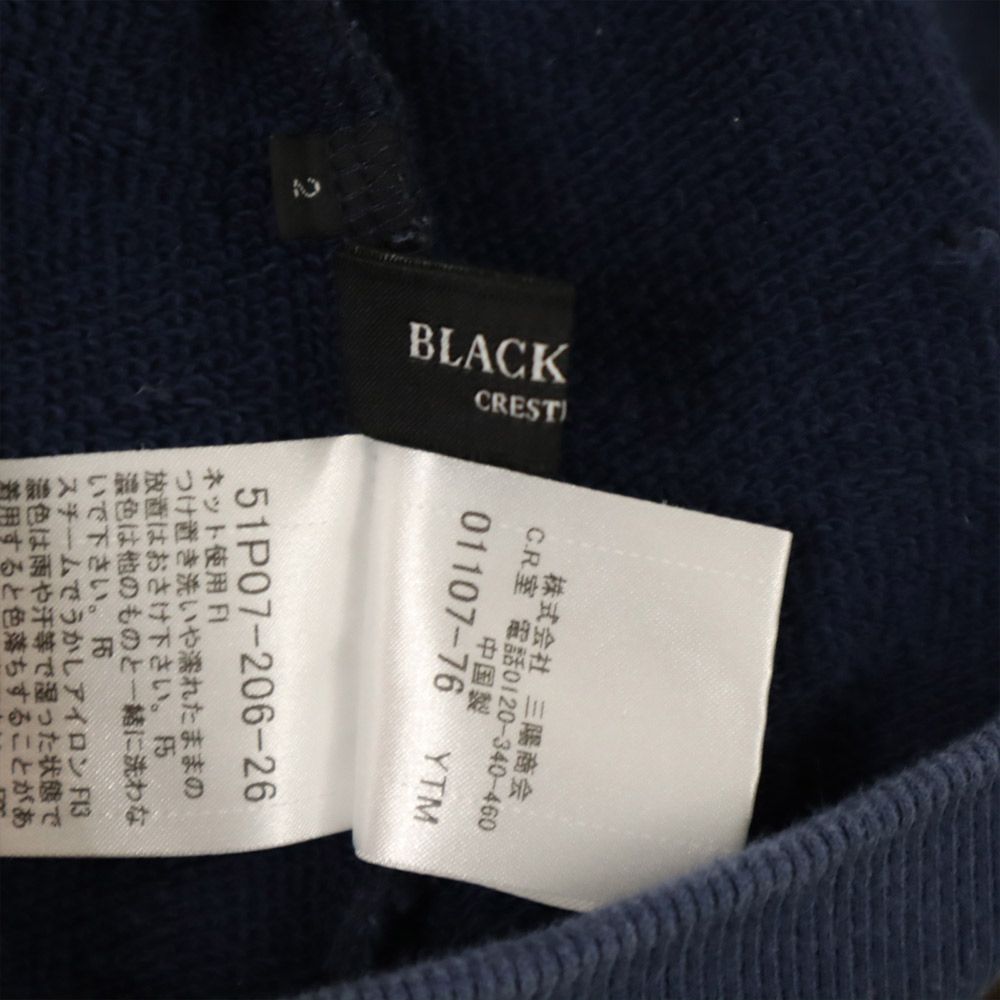 2
BLACK
CREST
株式会社 三陽商会
C.R.室 電話0120-340-460
中国製
01107-76 YTM
51P07-206-26
ネット使用 F1
つけ置き洗いや濡れたままの
放置はおさけ下さい。 F5
濃色は他のものと一緒に洗わな
いで下さい。 F6
スチームでうかしアイロン F13
濃色は雨や汗等で湿った状態で
着用すると色落ちすることがあ